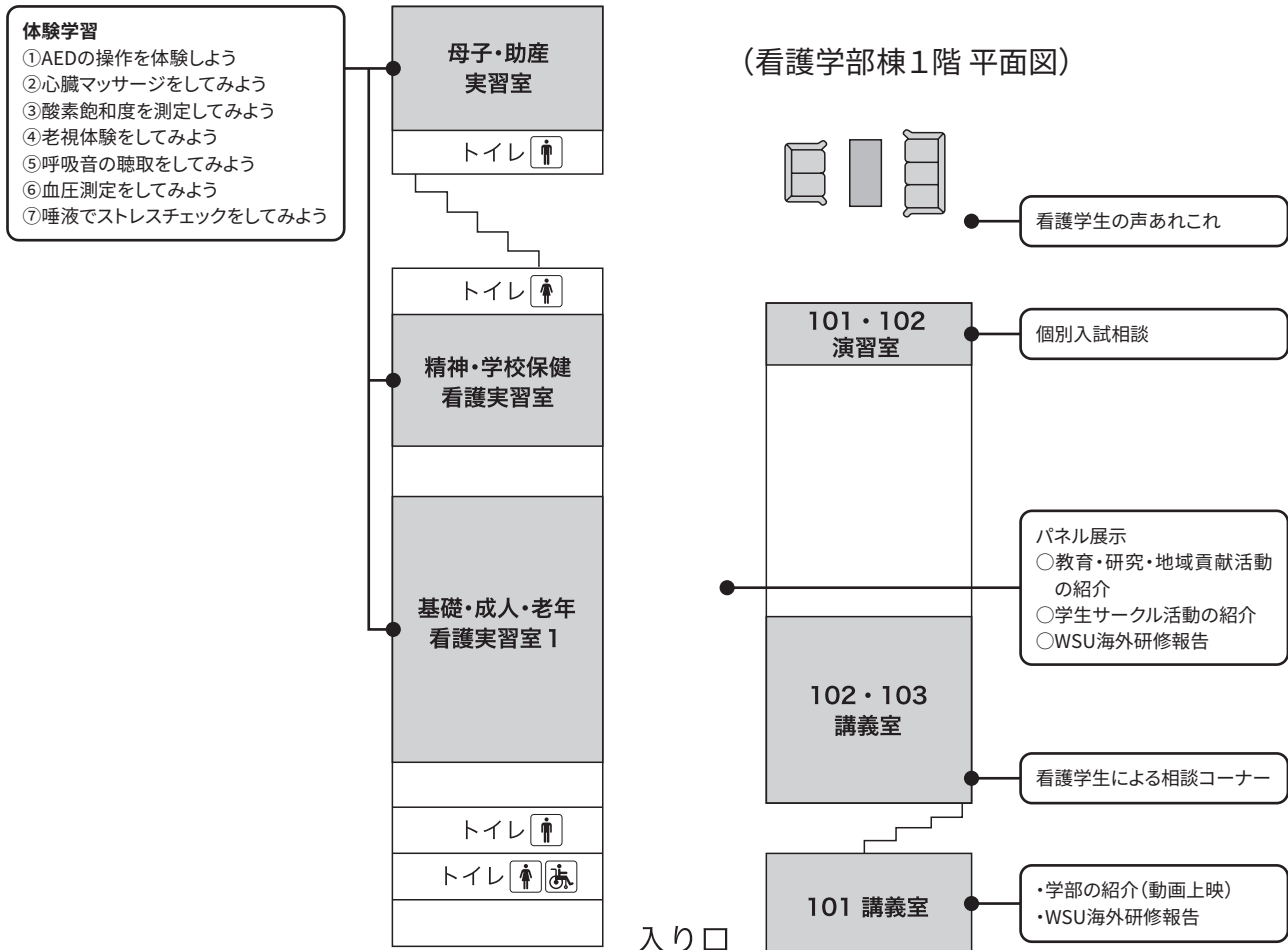 体験学習
①AEDの操作を体験しよう
②心臓マッサージをしてみよう
③酸素飽和度を測定してみよう
④老視体験をしてみよう
⑤呼吸音の聴取をしてみよう
⑥血圧測定をしてみよう
⑦唾液でストレスチェックをしてみよう
母子・助産
実習室
トイレ
トイレ
精神・学校保健
看護実習室
基礎・成人・老年
看護実習室1
トイレ
トイレ
(看護学部棟1階 平面図)
看護学生の声あれこれ
101・102
演習室
個別入試相談
パネル展示
○教育・研究・地域貢献活動
の紹介
○学生サークル活動の紹介
○WSU海外研修報告
102・103
講義室
看護学生による相談コーナー
101 講義室
・学部の紹介(動画上映)
・WSU海外研修報告
入り口